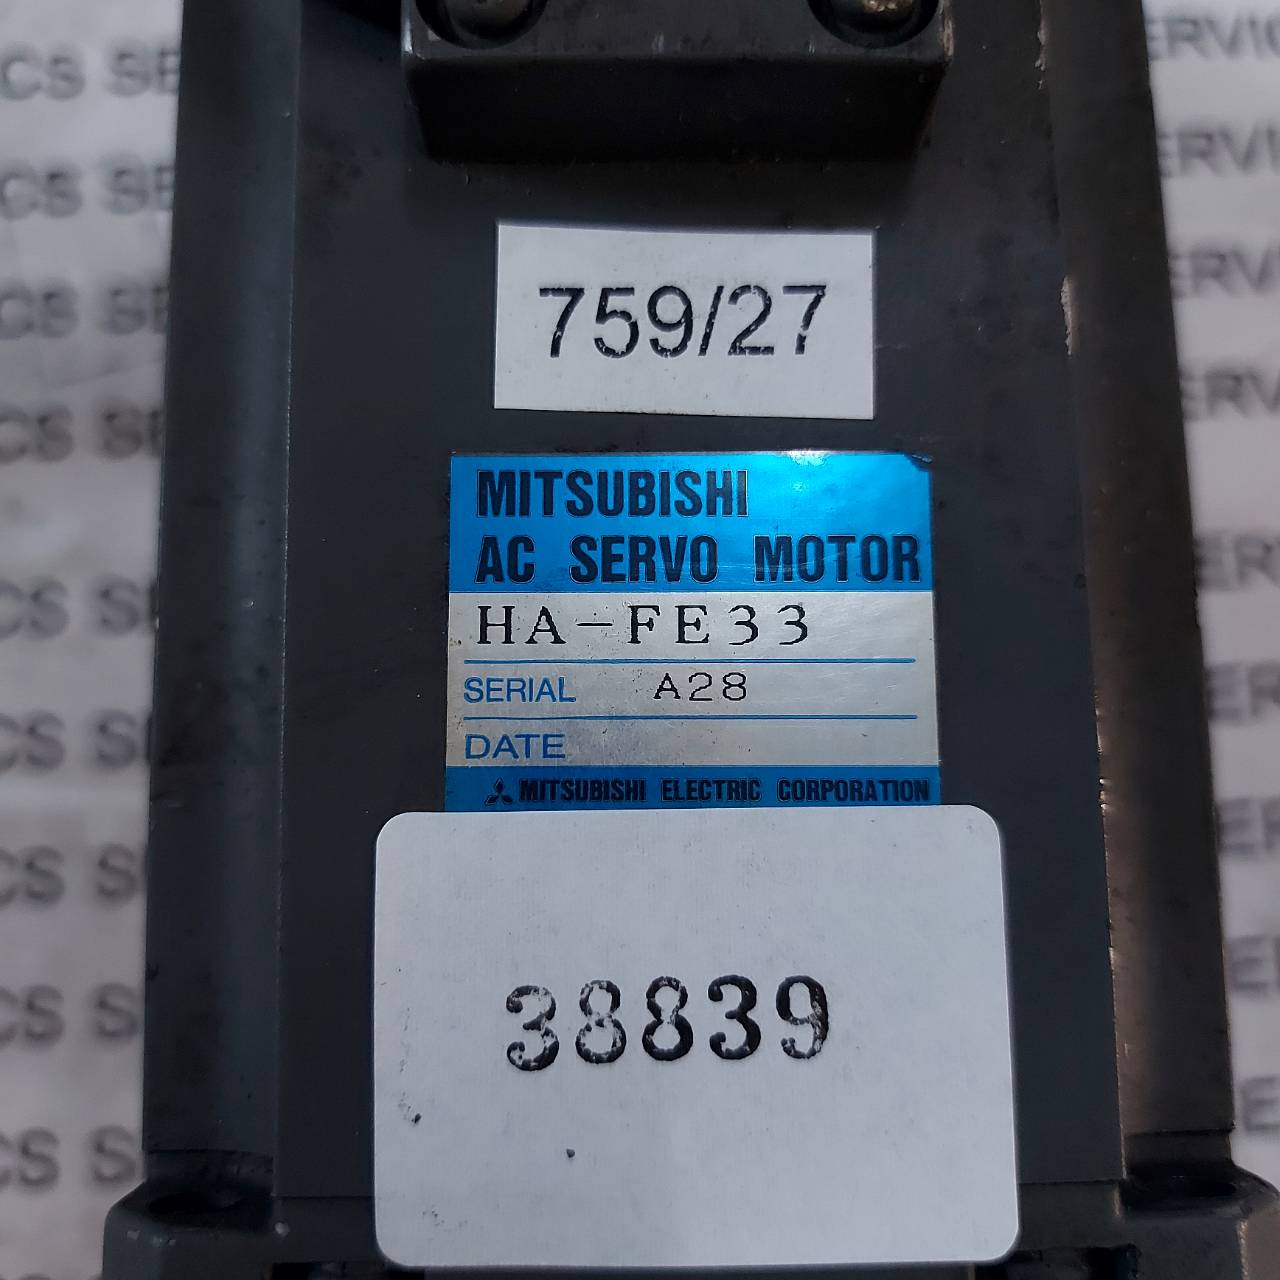 759/27
MITSUBISHI
AC SERVO MOTOR
HA-FE33
SERIAL A28
DATE
MITSUBISHI ELECTRIC CORPORATION
38839